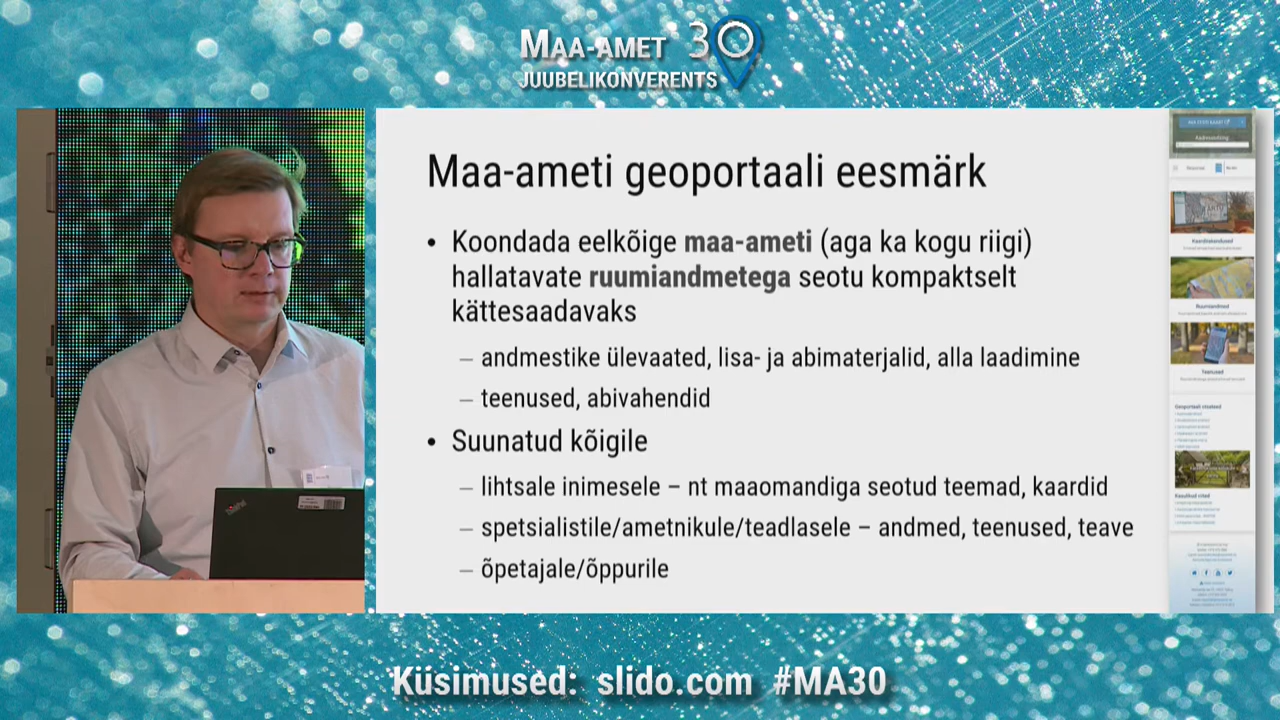 MAA-AMET 30
JUUBELIKONVERENTS
Maa-ameti geoportaali eesmärk
• Koondada eelkõige maa-ameti (aga ka kogu riigi)
hallatavate ruumiandmetega seotu kompaktselt
kättesaadavaks
– andmestike ülevaated, lisa- ja abimaterjalid, alla laadimine
– teenused, abivahendid
• Suunatud kõigile
– lihtsale inimesele – nt maaomandiga seotud teemad, kaardid
– spetsialistile/ametnikule/teadlasele – andmed, teenused, teave
– õpetajale/õppurile
Ruumiandmed
Teenused
Küsimused: slido.com #MA30